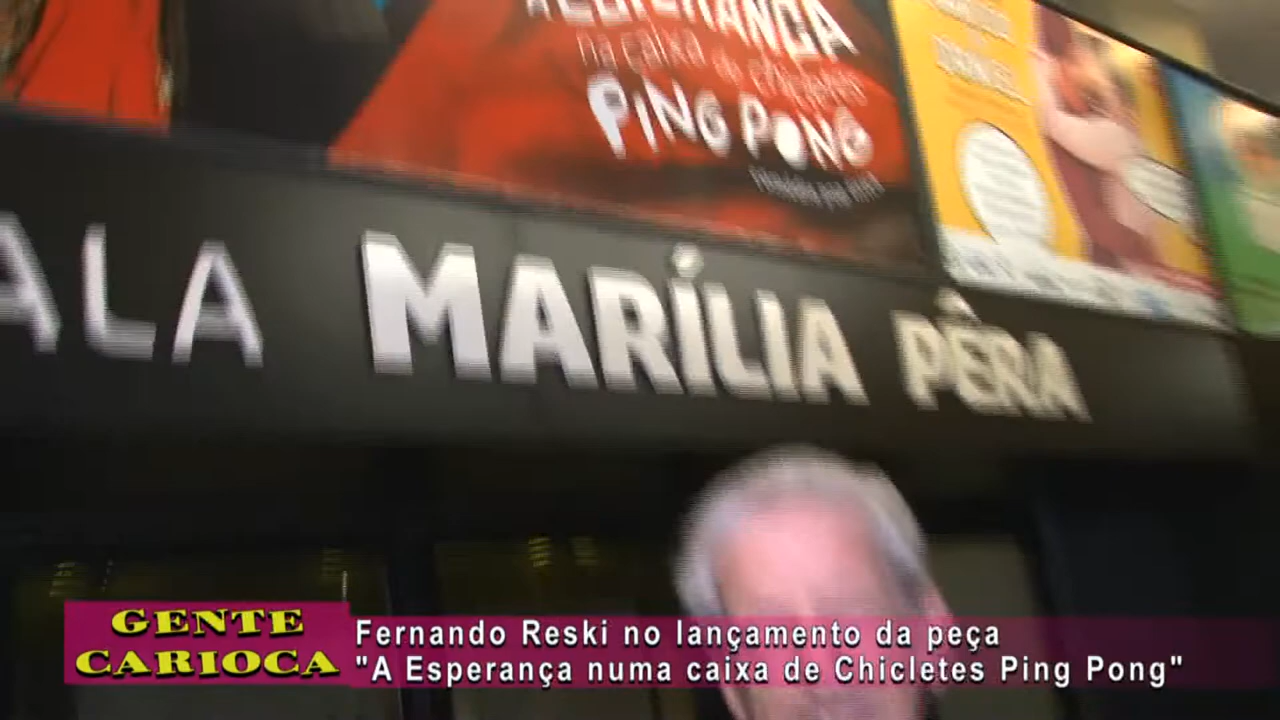 A ESPERANÇA
na caixa de chicletes
PING PONG
ALA MARÍLIA PÊRA
GENTE
CARIOCA
Fernando Reski no lançamento da peça
"A Esperança numa caixa de Chicletes Ping Pong"